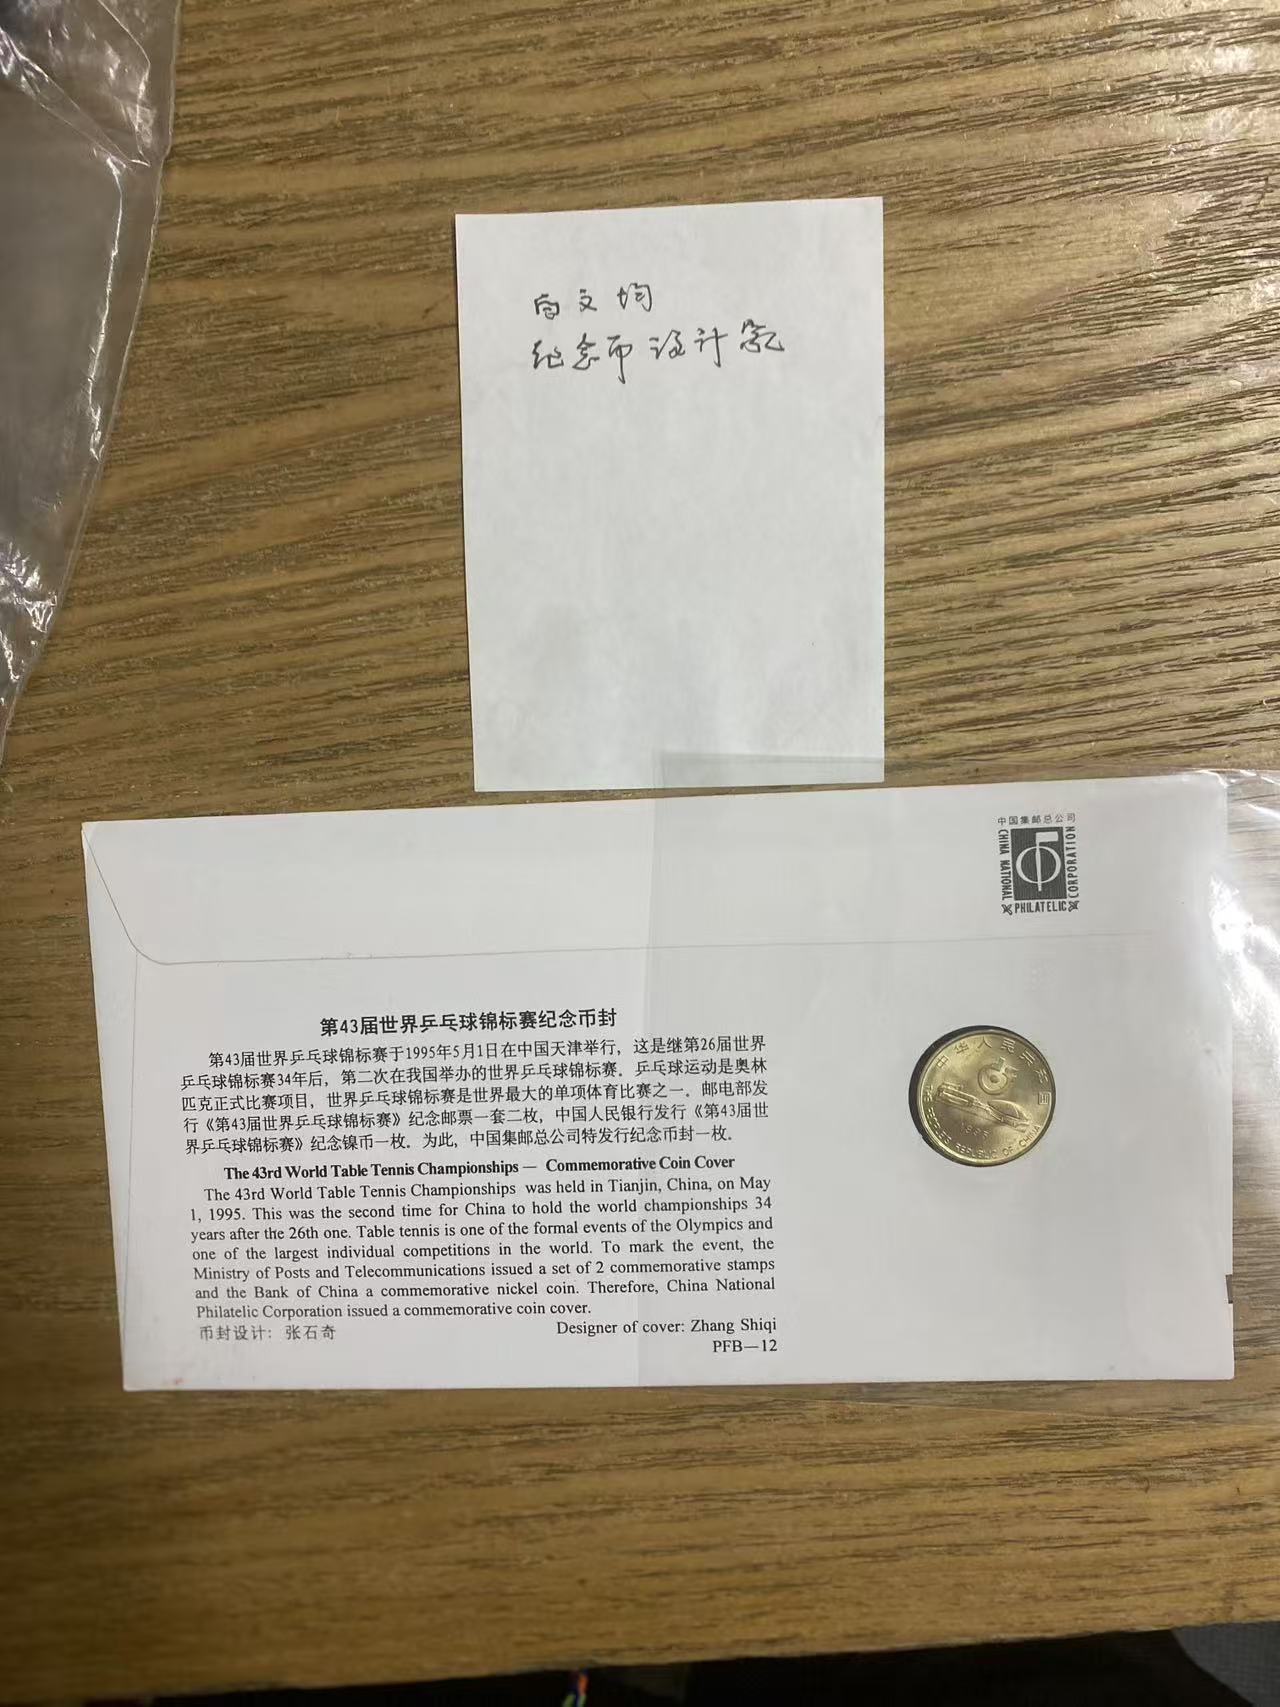 白文均
纪念币设计家
中国集邮总公司
CHINA NATIONAL
PHILATELIC
CORPORATION
第43届世界乒乓球锦标赛纪念币封
第43届世界乒乓球锦标赛于1995年5月1日在中国天津举行，这是继第26届世界
乒乓球锦标赛34年后，第二次在我国举办的世界乒乓球锦标赛．乒乓球运动是奥林
匹克正式比赛项目，世界乒乓球锦标赛是世界最大的单项体育比赛之一．邮电部发
行《第43届世界乒乓球锦标赛》纪念邮票一套二枚，中国人民银行发行《第43届世
界乒乓球锦标赛》纪念镍币一枚．为此，中国集邮总公司特发行纪念币封一枚．
The 43rd World Table Tennis Championships — Commemorative Coin Cover
The 43rd World Table Tennis Championships was held in Tianjin, China, on May
1, 1995. This was the second time for China to hold the world championships 34
years after the 26th one. Table tennis is one of the formal events of the Olympics and
one of the largest individual competitions in the world. To mark the event, the
Ministry of Posts and Telecommunications issued a set of 2 commemorative stamps
and the Bank of China a commemorative nickel coin. Therefore, China National
Philatelic Corporation issued a commemorative coin cover.
币封设计：张石奇
Designer of cover: Zhang Shiqi
PFB—12
中华人民共和国
1995
THE PEOPLE'S REPUBLIC OF CHINA